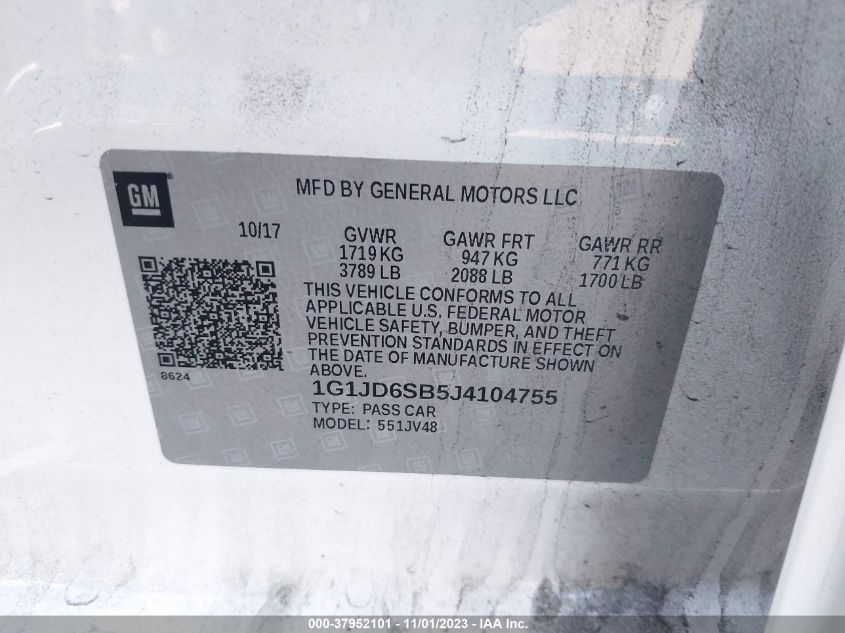 GM
MFD BY GENERAL MOTORS LLC
10/17
GVWR
1719 KG
3789 LB
GAWR FRT
947 KG
2088 LB
GAWR RR
771 KG
1700 LB
THIS VEHICLE CONFORMS TO ALL
APPLICABLE U.S. FEDERAL MOTOR
VEHICLE SAFETY, BUMPER, AND THEFT
PREVENTION STANDARDS IN EFFECT ON
THE DATE OF MANUFACTURE SHOWN
ABOVE.
8624
1G1JD6SB5J4104755
TYPE: PASS CAR
MODEL: 551JV48
000-37952101 - 11/01/2023 - IAA Inc.